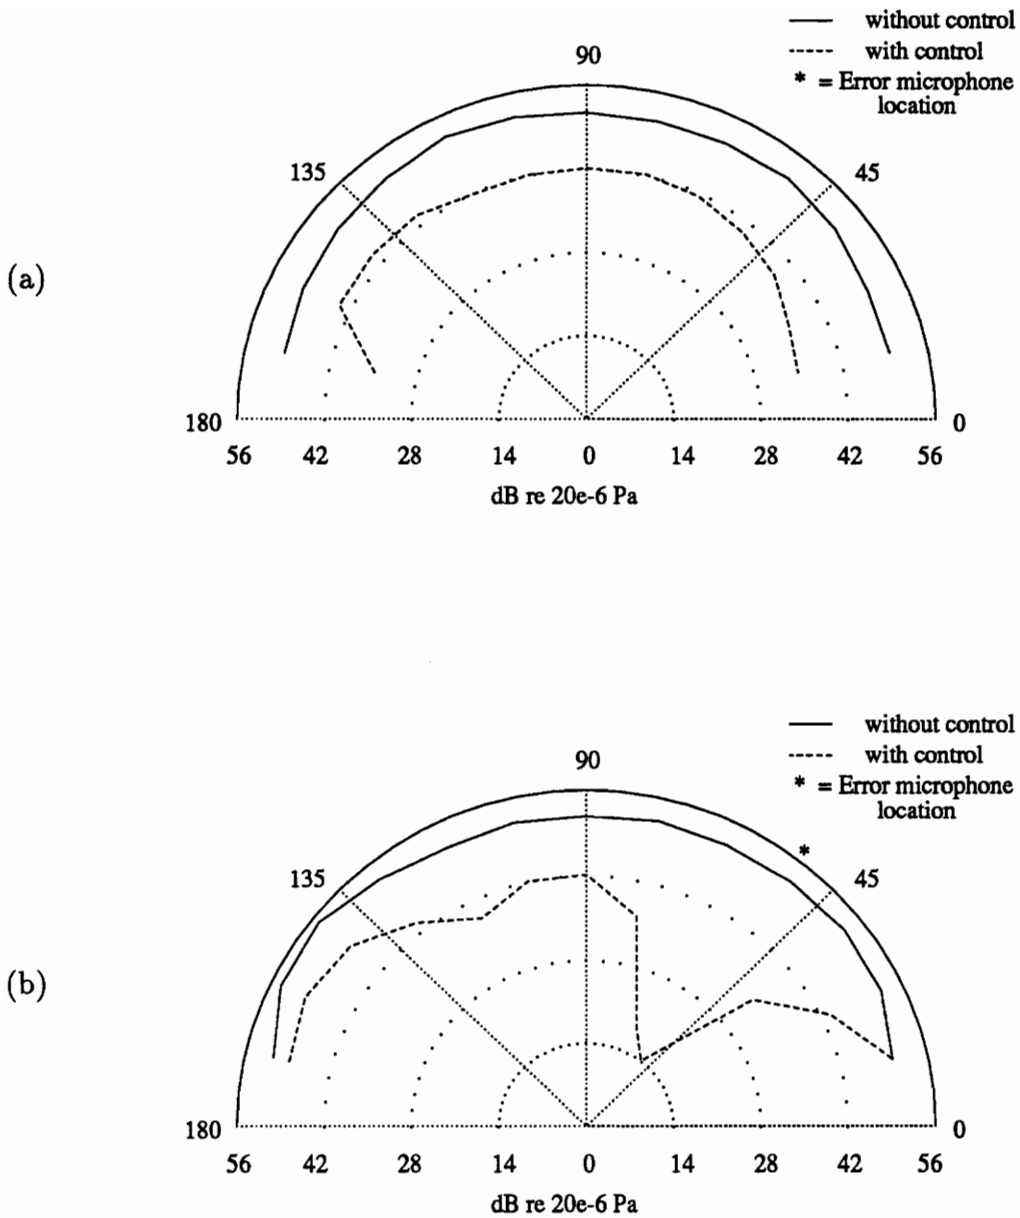 without control
with control
* = Error microphone
location
90
135
45
(a)
180
0
56 42 28 14 0 14 28 42 56
dB re 20e-6 Pa
without control
with control
* = Error microphone
location
90
*
135
45
(b)
180
0
56 42 28 14 0 14 28 42 56
dB re 20e-6 Pa